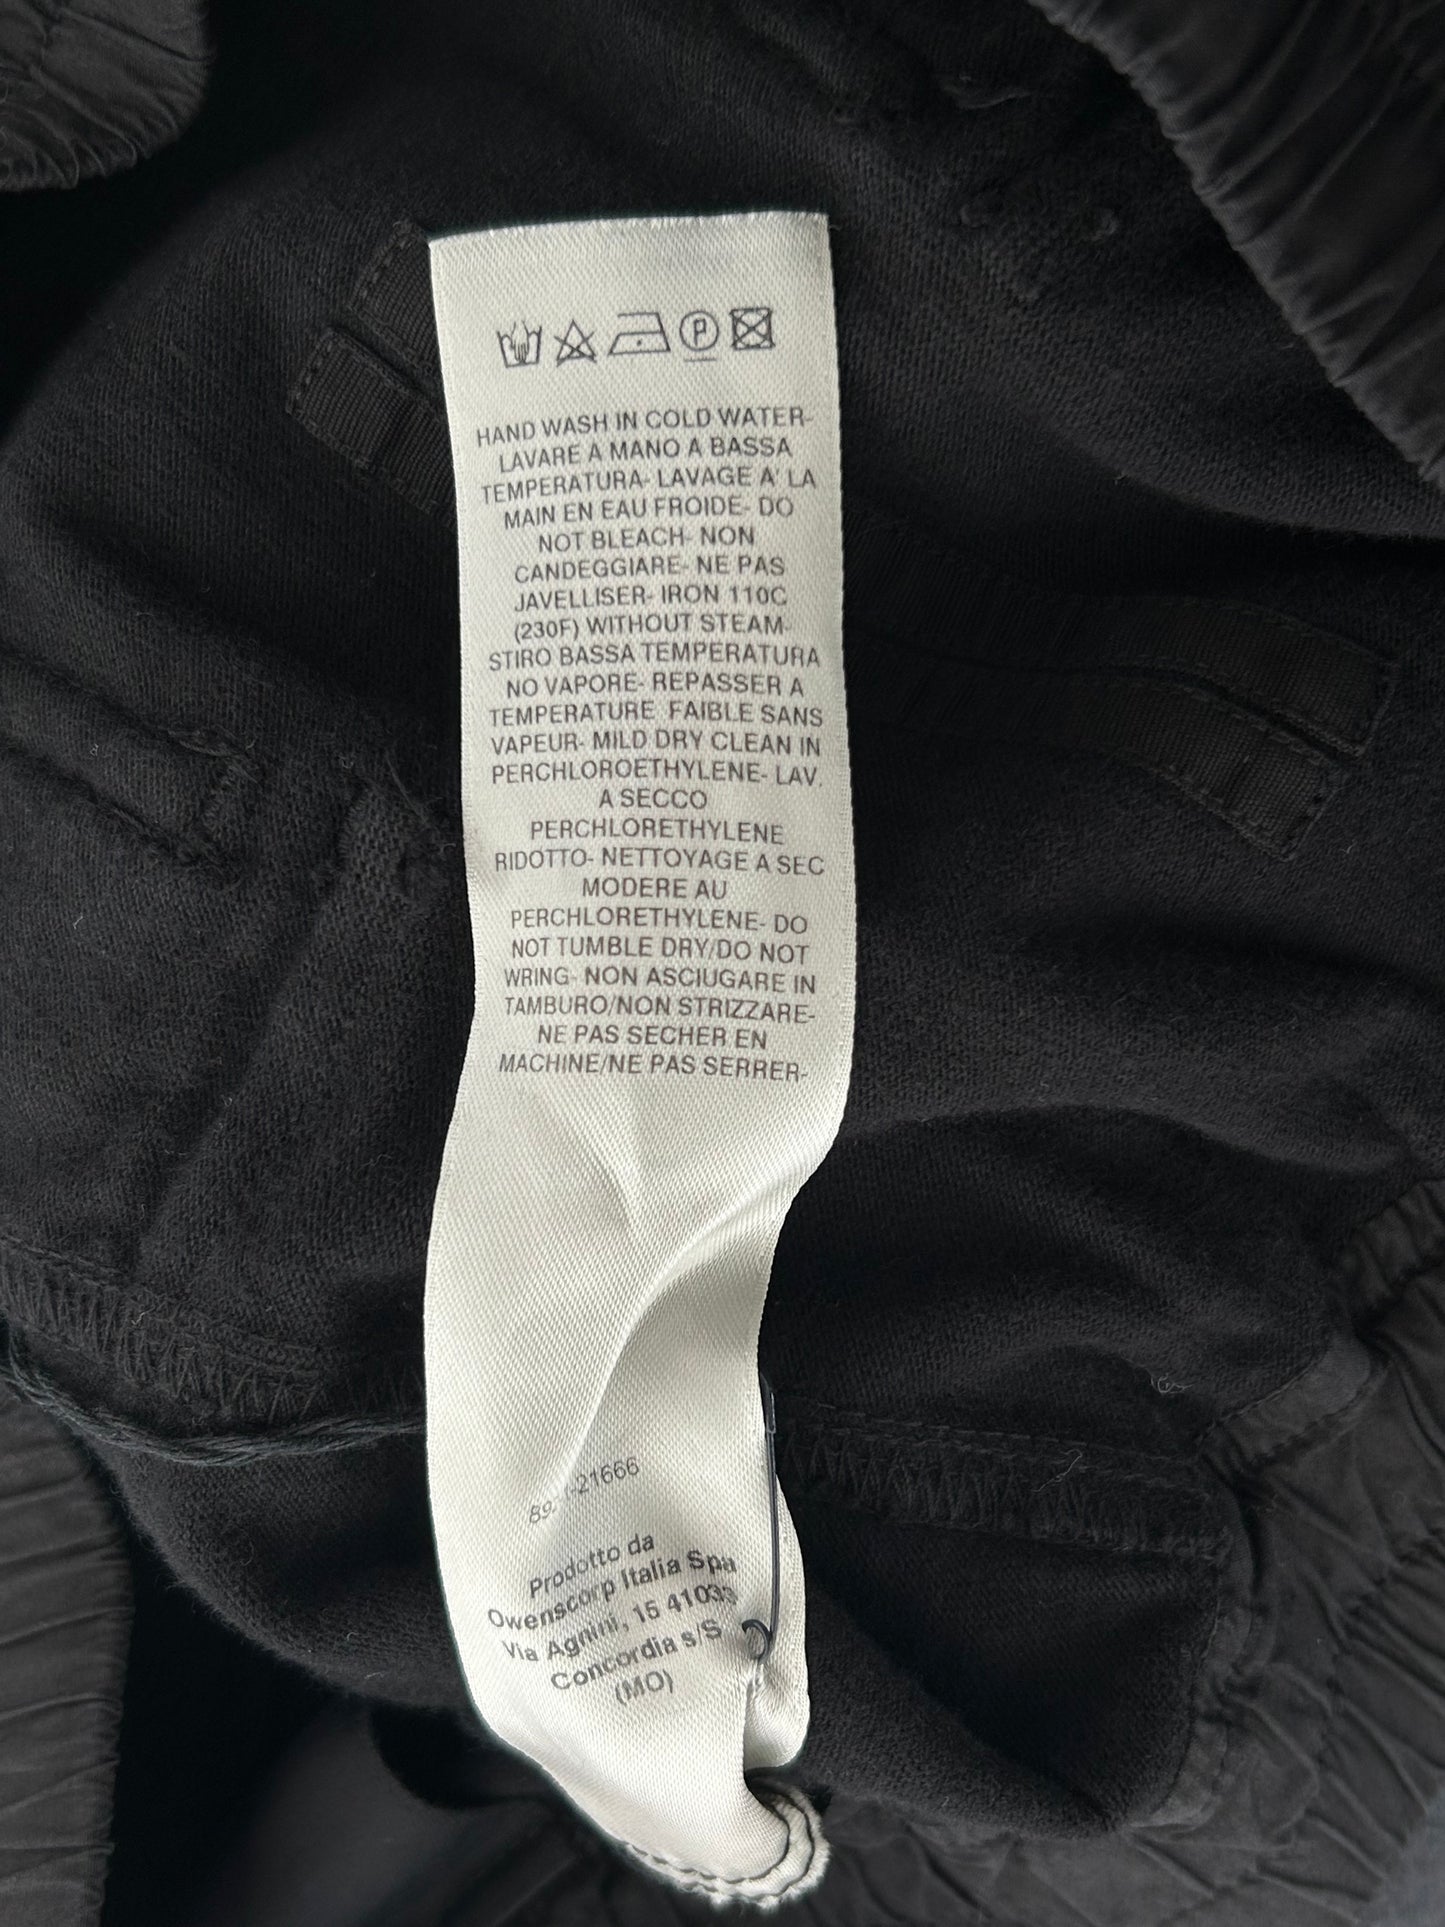 HAND WASH IN COLD WATER-
LAVARE A MANO A BASSA
TEMPERATURA- LAVAGE A' LA
MAIN EN EAU FROIDE- DO
NOT BLEACH- NON
CANDEGGIARE- NE PAS
JAVELLISER- IRON 110C
(230F) WITHOUT STEAM-
STIRO BASSA TEMPERATURA
NO VAPORE- REPASSER A
TEMPERATURE FAIBLE SANS
VAPEUR- MILD DRY CLEAN IN
PERCHLOROETHYLENE- LAV.
A SECCO
PERCHLORETHYLENE
RIDOTTO- NETTOYAGE A SEC
MODERE AU
PERCHLORETHYLENE- DO
NOT TUMBLE DRY/DO NOT
WRING- NON ASCIUGARE IN
TAMBURO/NON STRIZZARE-
NE PAS SECHER EN
MACHINE/NE PAS SERRER-
Prodotto da
Owenscorp Italia Spa
Via Agnini, 15 41033
Concordia s/S
(MO)